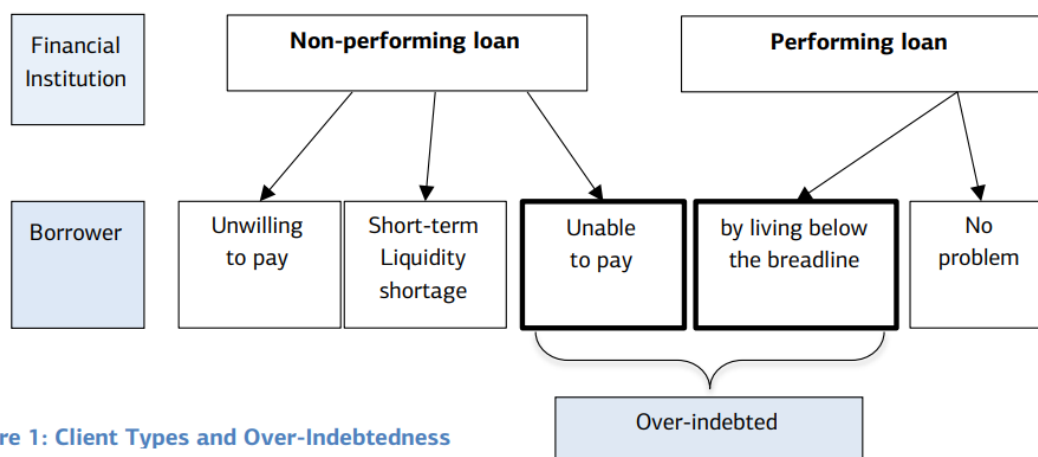 Financial
Institution
Non-performing loan
Performing loan
Borrower
Unwilling
to pay
Short-term
Liquidity
shortage
Unable
to pay
by living below
the breadline
No
problem
Over-indebted
re 1: Client Types and Over-Indebtedness